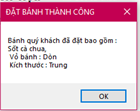 ĐẶT BÁNH THÀNH CÔNG
Bánh quý khách đã đặt bao gồm :
Sốt cà chua,
Vỏ bánh : Dòn
Kích thước : Trung
OK